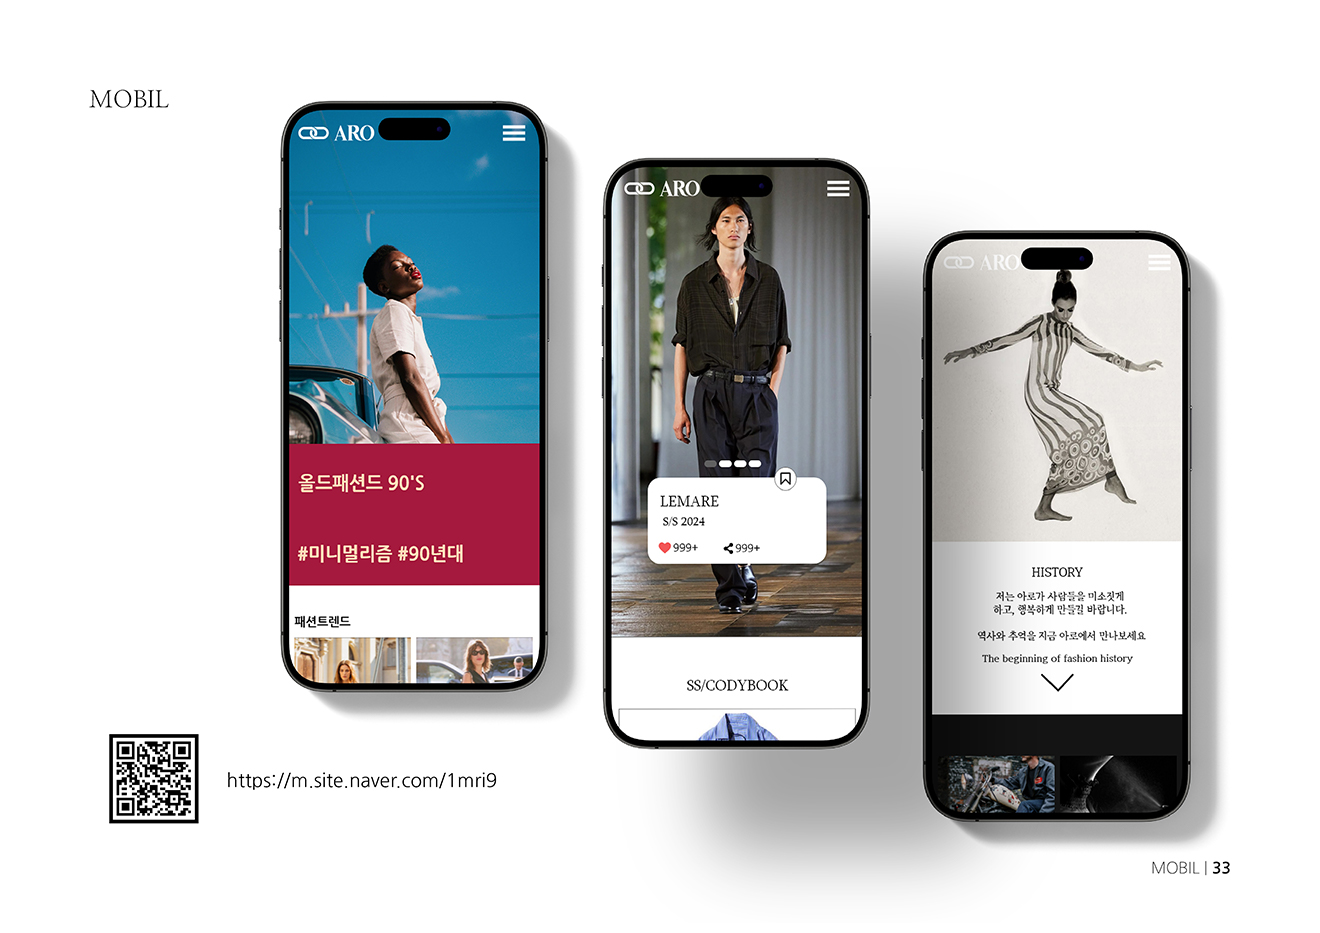 MOBIL
ARO
올드패션드 90'S
#미니멀리즘 #90년대
패션트렌드
ARO
LEMARE
S/S 2024
999+
999+
SS/CODYBOOK
ARO
HISTORY
저는 아로가 사람들을 미소짓게
하고, 행복하게 만들길 바랍니다.
역사와 추억을 지금 아로에서 만나보세요
The beginning of fashion history
https://m.site.naver.com/1mri9
MOBIL | 33